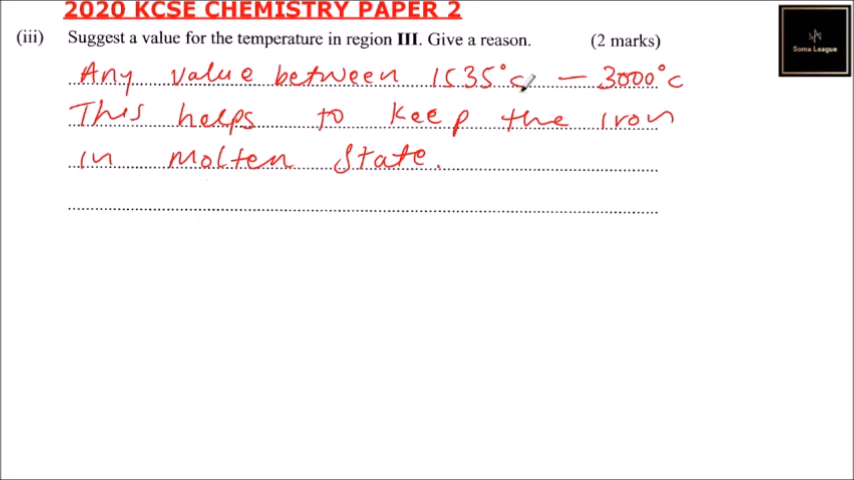 2020 KCSE CHEMISTRY PAPER 2
(iii) Suggest a value for the temperature in region III. Give a reason. (2 marks)
Any value between 1535°c – 3000°c
This helps to keep the iron
in molten state.
Soma League